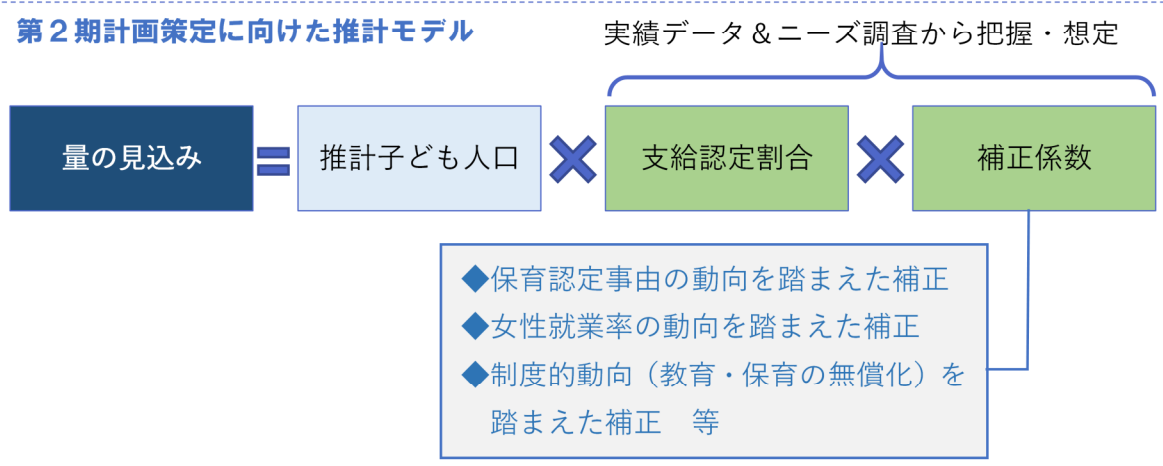 第２期計画策定に向けた推計モデル
実績データ＆ニーズ調査から把握・想定
量の見込み = 推計子ども人口 × 支給認定割合 × 補正係数
◆保育認定事由の動向を踏まえた補正
◆女性就業率の動向を踏まえた補正
◆制度的動向（教育・保育の無償化）を
踏まえた補正　等